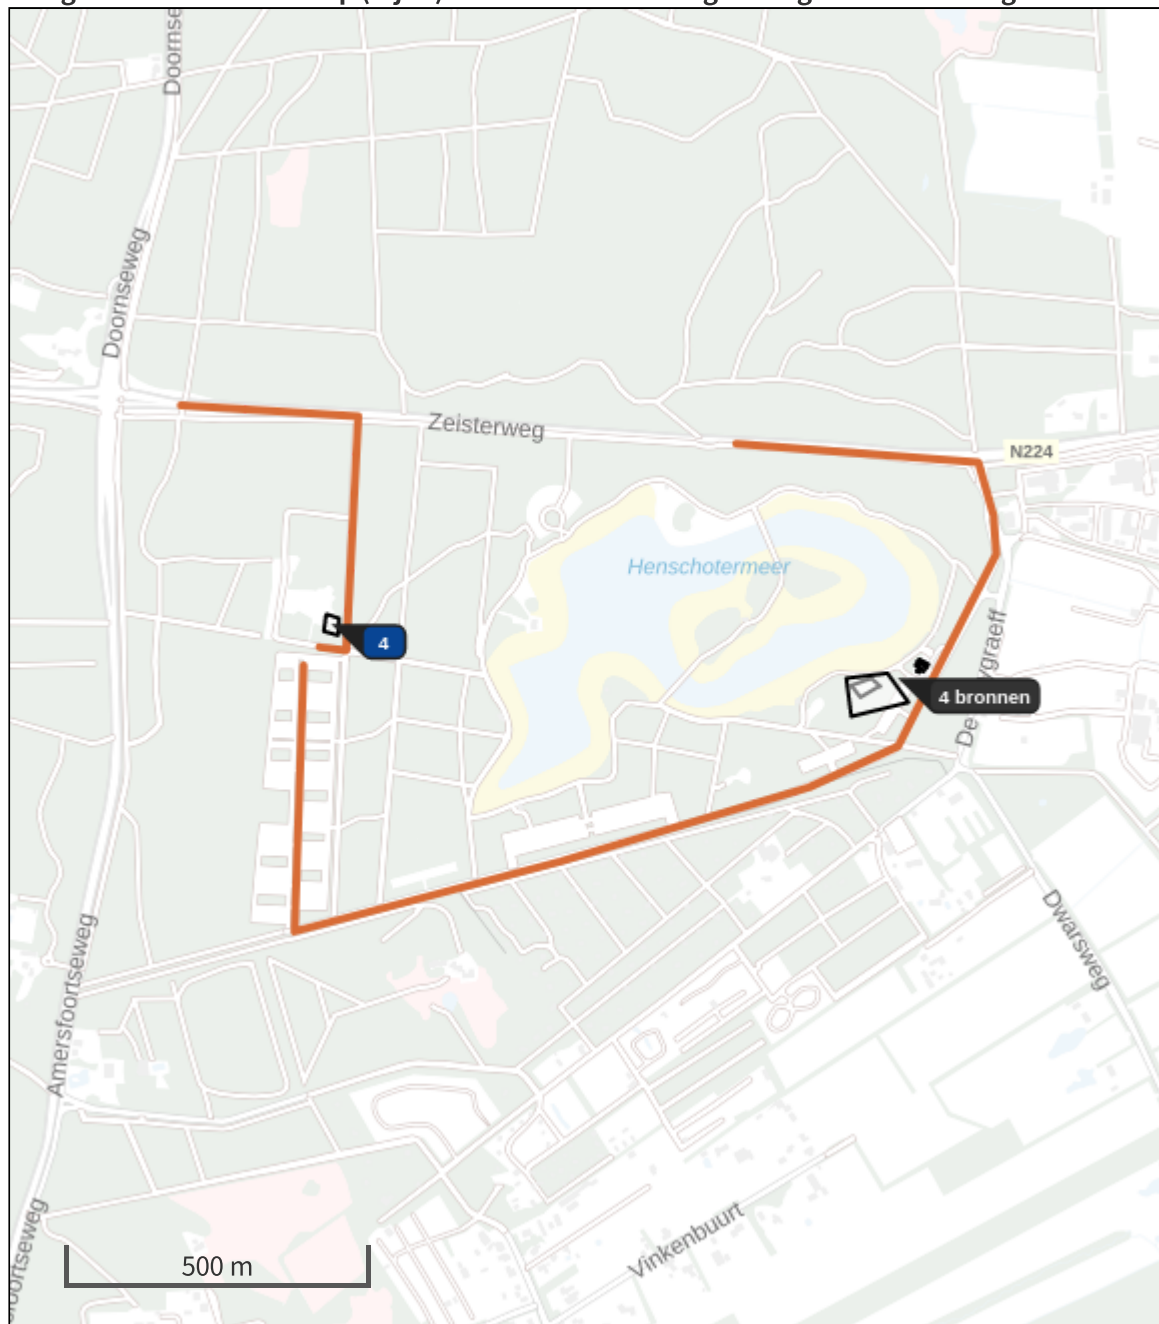 Doornse
Doornseweg
Zeisterweg
N224
Henschotermeer
4
4 bronnen
Dwarsweg
Amersfoortseweg
Vinkenbuurt
500 m